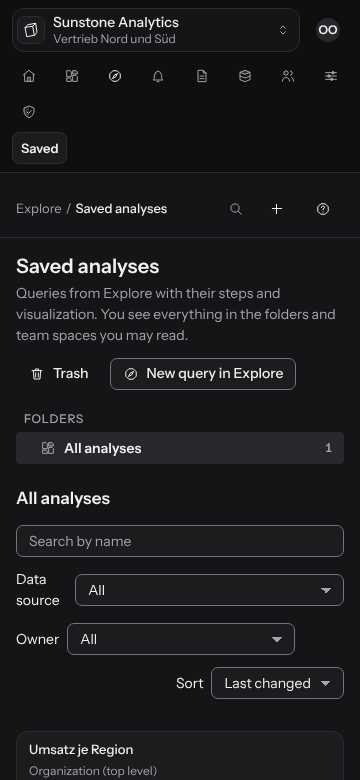 Sunstone Analytics
Vertrieb Nord und Süd
OO
Saved
Explore / Saved analyses
Saved analyses
Queries from Explore with their steps and
visualization. You see everything in the folders and
team spaces you may read.
Trash
New query in Explore
FOLDERS
All analyses 1
All analyses
Search by name
Data
source
All
Owner All
Sort Last changed
Umsatz je Region
Organization (top level)